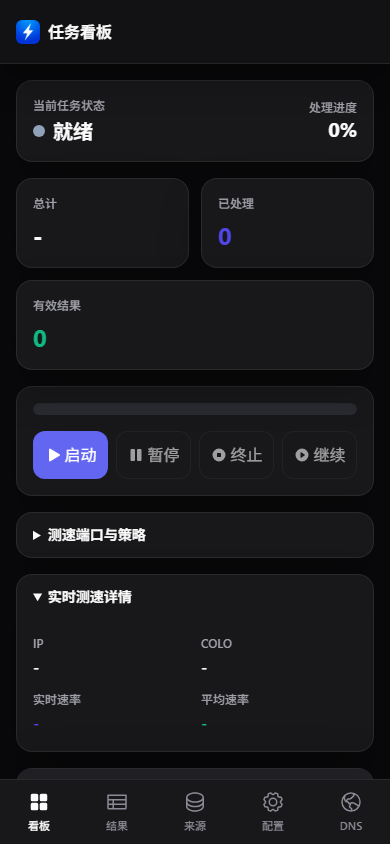 任务看板
当前任务状态
处理进度
就绪
0%
总计
已处理
-
0
有效结果
0
启动
暂停
终止
继续
测速端口与策略
实时测速详情
IP
COLO
-
-
实时速率
平均速率
-
-
看板
结果
来源
配置
DNS